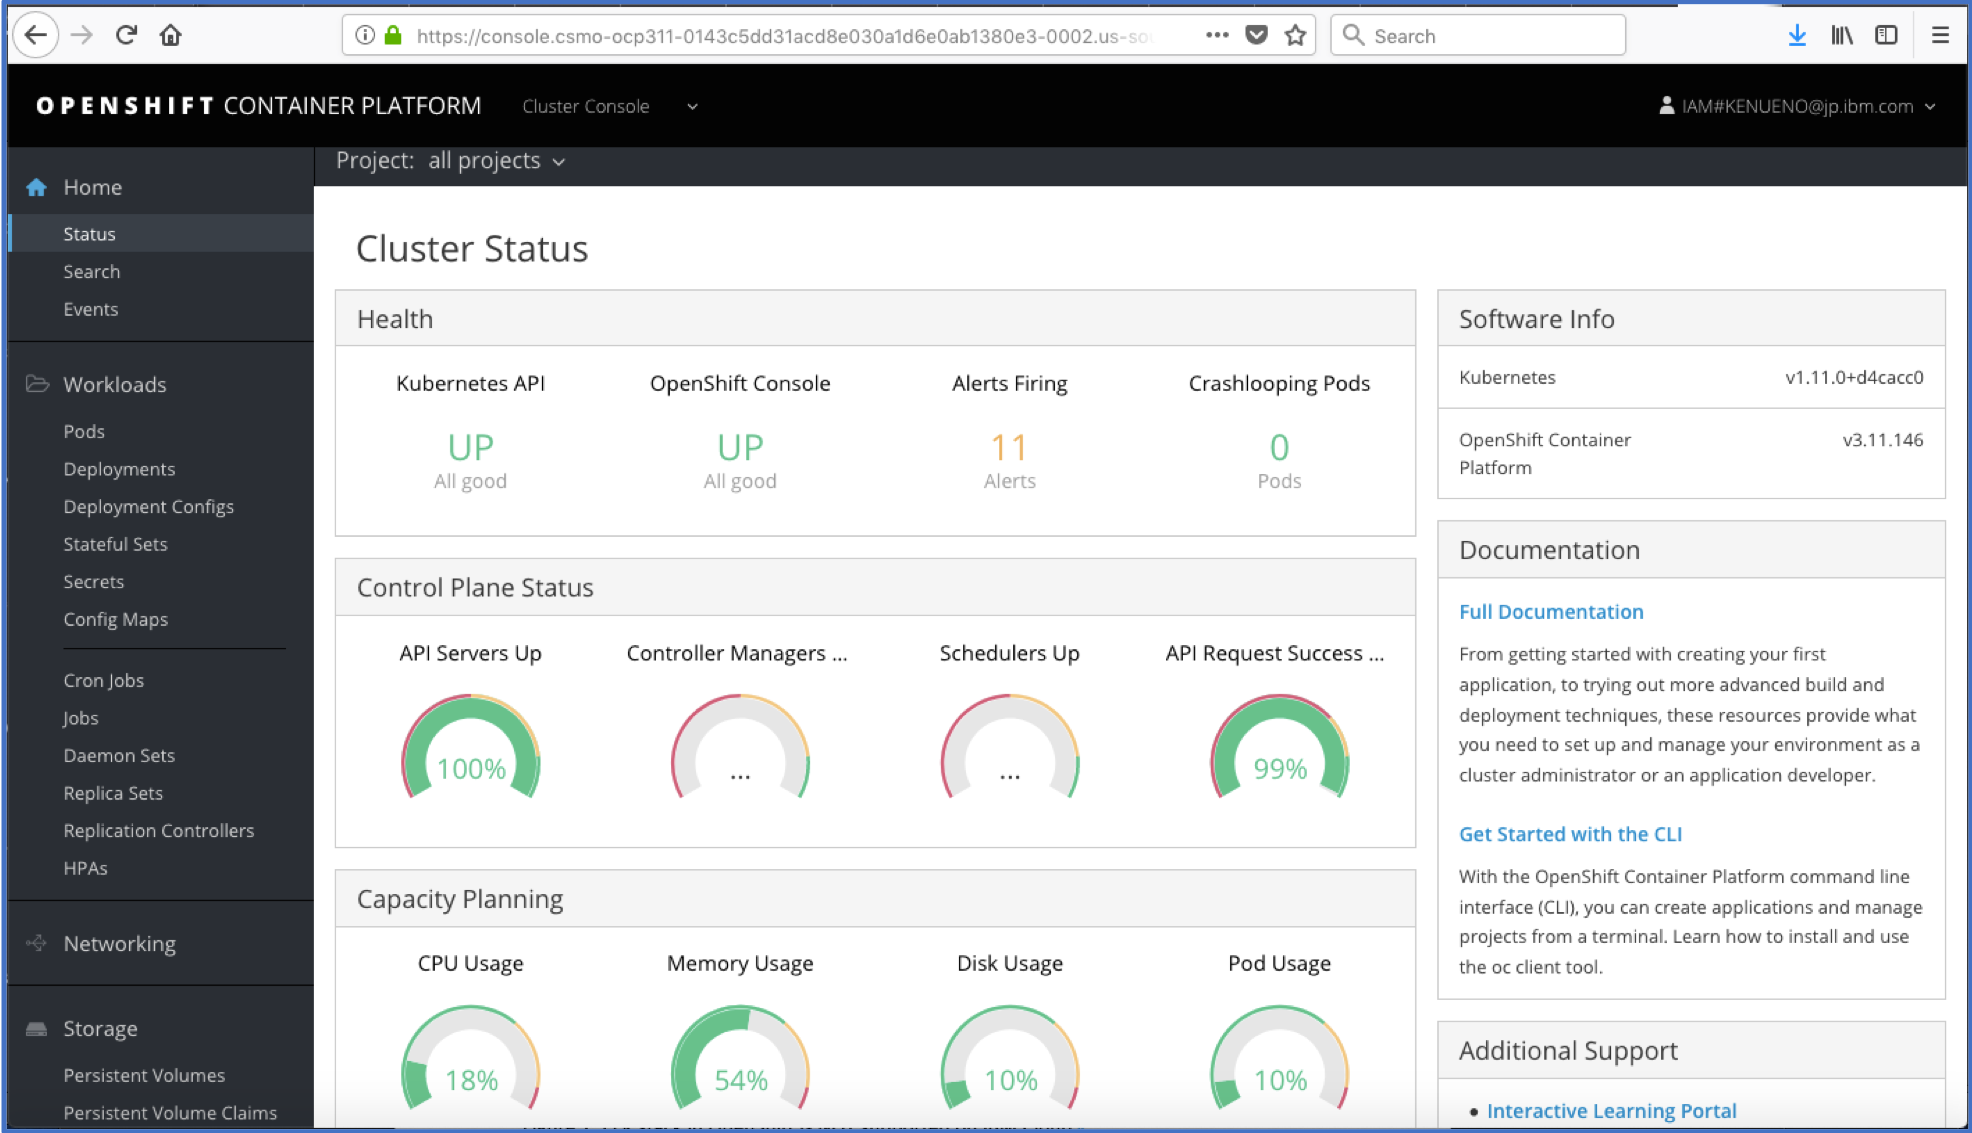 https://console.csmo-ocp311-0143c5dd31acd8e030a1d6e0ab1380e3-0002.us-sou
Search
OPENSHIFT CONTAINER PLATFORM
Cluster Console
IAM#KENUENO@jp.ibm.com
Project: all projects
Home
Status
Search
Events
Workloads
Pods
Deployments
Deployment Configs
Stateful Sets
Secrets
Config Maps
Cron Jobs
Jobs
Daemon Sets
Replica Sets
Replication Controllers
HPAs
Networking
Storage
Persistent Volumes
Persistent Volume Claims
Cluster Status
Health
Kubernetes API
UP
All good
OpenShift Console
UP
All good
Alerts Firing
11
Alerts
Crashlooping Pods
0
Pods
Control Plane Status
API Servers Up
100%
Controller Managers ...
...
Schedulers Up
...
API Request Success ...
99%
Capacity Planning
CPU Usage
18%
Memory Usage
54%
Disk Usage
10%
Pod Usage
10%
Software Info
Kubernetes
v1.11.0+d4cacc0
OpenShift Container
Platform
v3.11.146
Documentation
Full Documentation
From getting started with creating your first
application, to trying out more advanced build and
deployment techniques, these resources provide what
you need to set up and manage your environment as a
cluster administrator or an application developer.
Get Started with the CLI
With the OpenShift Container Platform command line
interface (CLI), you can create applications and manage
projects from a terminal. Learn how to install and use
the oc client tool.
Additional Support
• Interactive Learning Portal